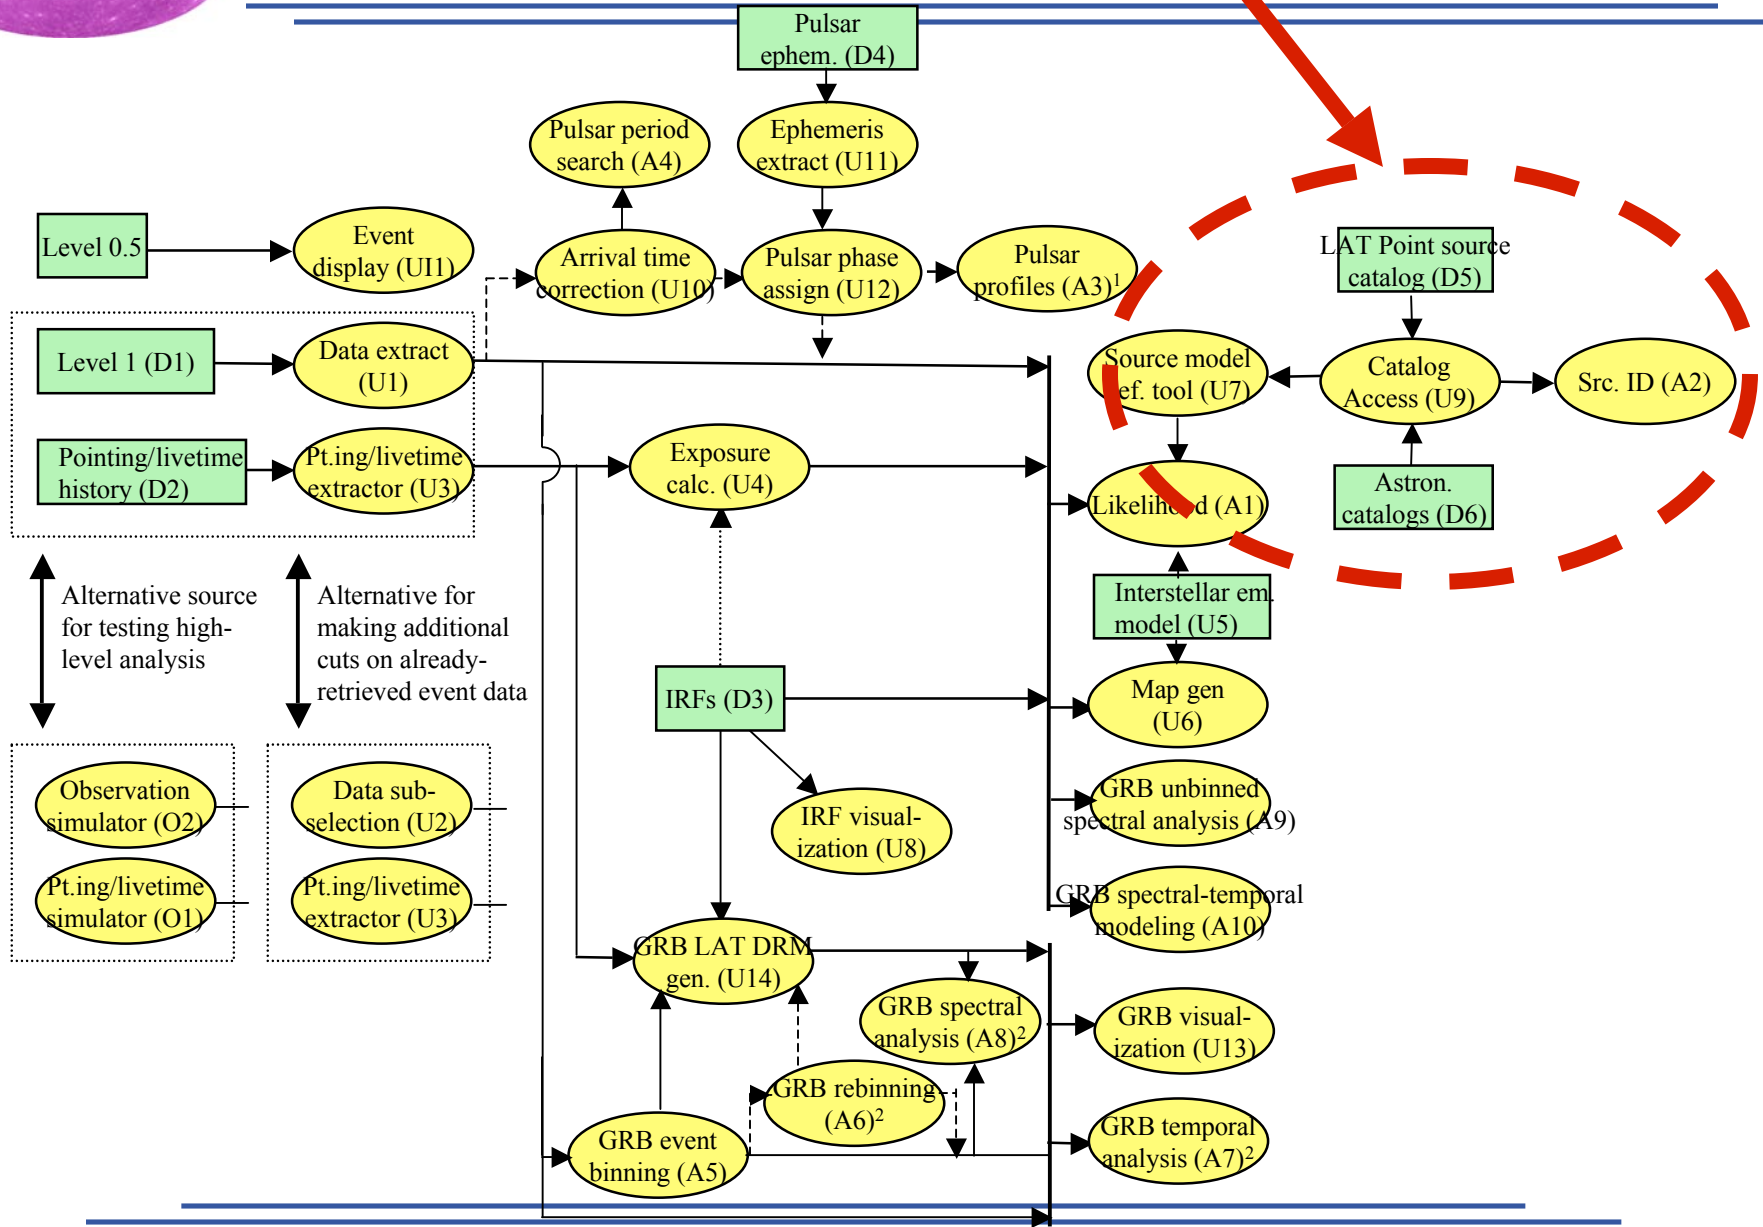 Pulsar
ephem. (D4)
Pulsar period
search (A4)
Ephemeris
extract (U11)
Level 0.5
Event
display (UI1)
Arrival time
correction (U10)
Pulsar phase
assign (U12)
Pulsar
profiles (A3)¹
LAT Point source
catalog (D5)
Level 1 (D1)
Data extract
(U1)
Source model
ef. tool (U7)
Catalog
Access (U9)
Src. ID (A2)
Pointing/livetime
history (D2)
Pt.ing/livetime
extractor (U3)
Exposure
calc. (U4)
Likelihood (A1)
Astron.
catalogs (D6)
Alternative source
for testing high-
level analysis
Alternative for
making additional
cuts on already-
retrieved event data
Interstellar em.
model (U5)
IRFs (D3)
Map gen
(U6)
Observation
simulator (O2)
Data sub-
selection (U2)
IRF visual-
ization (U8)
GRB unbinned
spectral analysis (A9)
Pt.ing/livetime
simulator (O1)
Pt.ing/livetime
extractor (U3)
GRB spectral-temporal
modeling (A10)
GRB LAT DRM
gen. (U14)
GRB spectral
analysis (A8)²
GRB visual-
ization (U13)
GRB rebinning
(A6)²
GRB event
binning (A5)
GRB temporal
analysis (A7)²